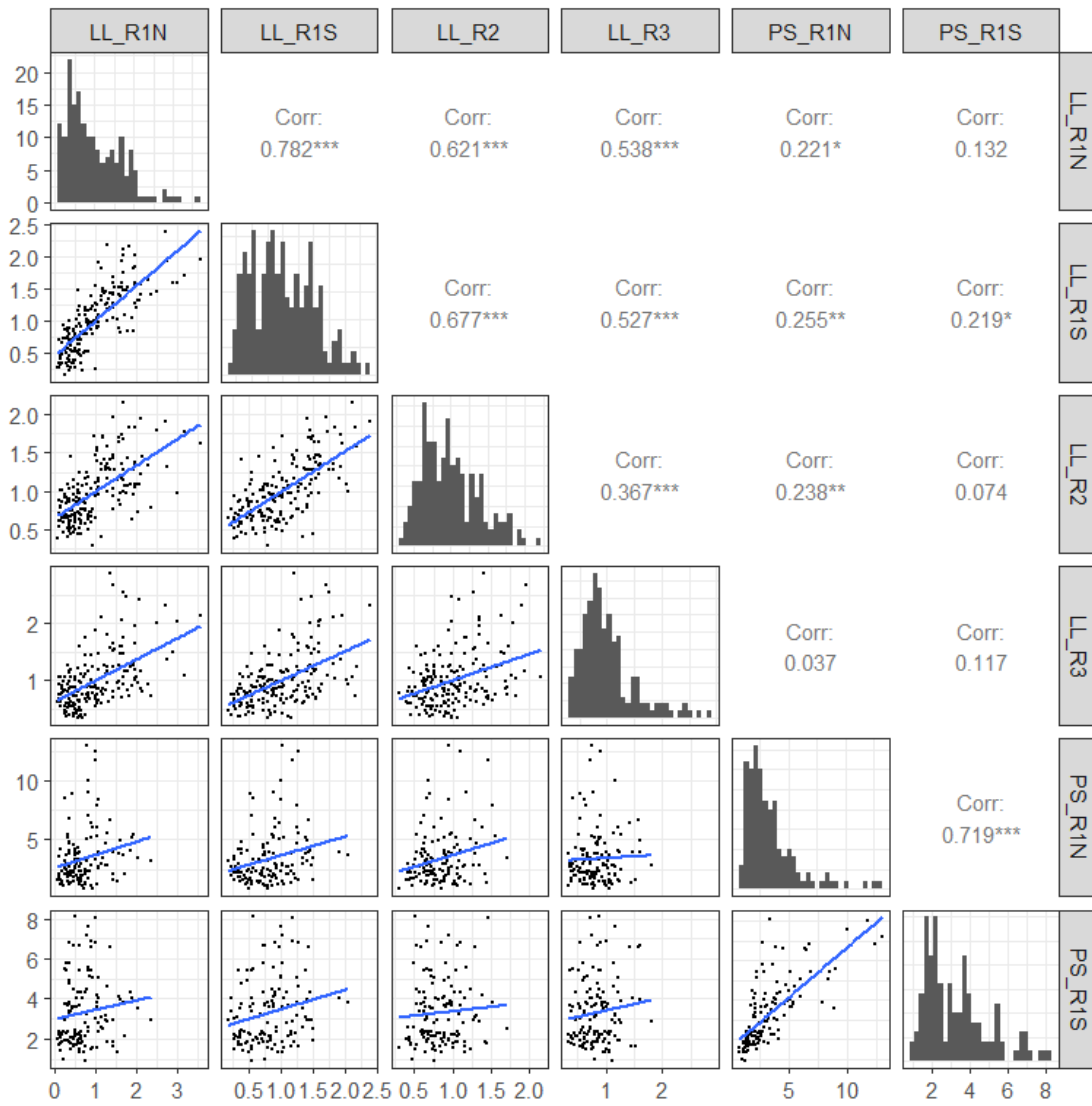 LL_R1N LL_R1S LL_R2 LL_R3 PS_R1N PS_R1S
20
15
10
5
0
Corr: Corr: Corr: Corr: Corr:
0.782*** 0.621*** 0.538*** 0.221* 0.132
LL_R1N
2.5
2.0
1.5
1.0
0.5
Corr: Corr: Corr: Corr:
0.677*** 0.527*** 0.255** 0.219*
LL_R1S
2.0
1.5
1.0
0.5
Corr: Corr: Corr:
0.367*** 0.238** 0.074
LL_R2
2
1
Corr: Corr:
0.037 0.117
LL_R3
10
5
Corr:
0.719***
PS_R1N
8
6
4
2
PS_R1S
0 1 2 3 0.5 1.0 1.5 2.0 2.5 0.5 1.0 1.5 2.0 1 2 5 10 2 4 6 8